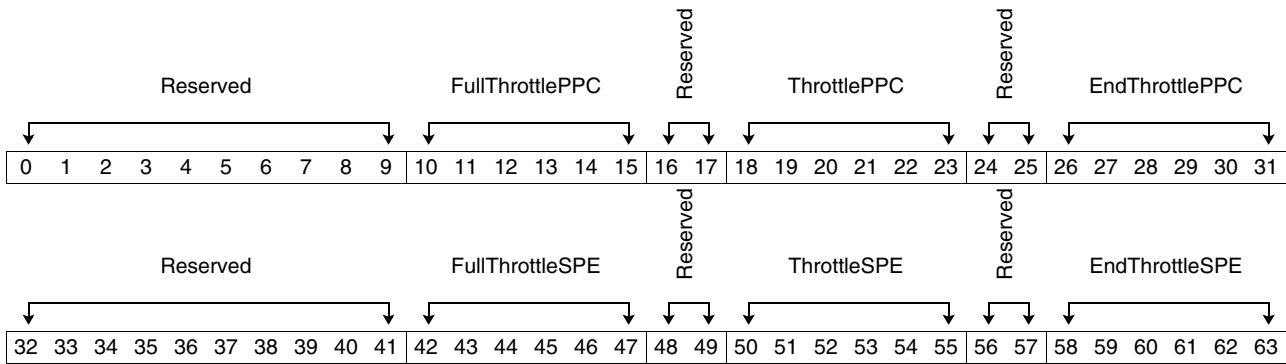 Reserved FullThrottlePPC Reserved ThrottlePPC Reserved EndThrottlePPC
0 1 2 3 4 5 6 7 8 9 10 11 12 13 14 15 16 17 18 19 20 21 22 23 24 25 26 27 28 29 30 31
Reserved FullThrottleSPE Reserved ThrottleSPE Reserved EndThrottleSPE
32 33 34 35 36 37 38 39 40 41 42 43 44 45 46 47 48 49 50 51 52 53 54 55 56 57 58 59 60 61 62 63